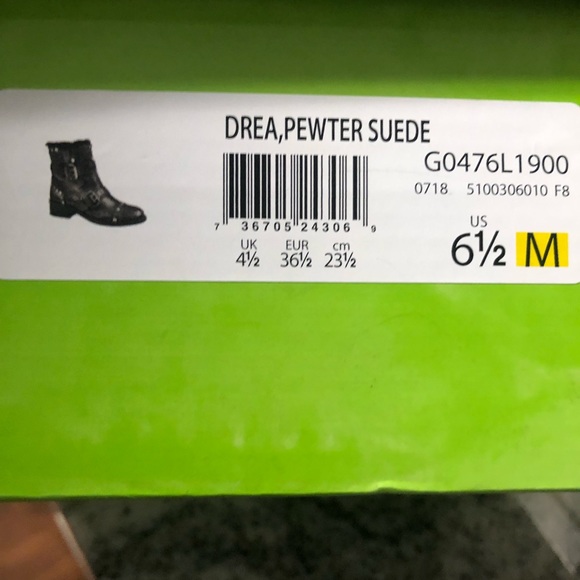 DREA,PEWTER SUEDE
G0476L1900
0718 5100306010 F8
7 36705 24306 9
US
6½ M
UK EUR cm
4½ 36½ 23½